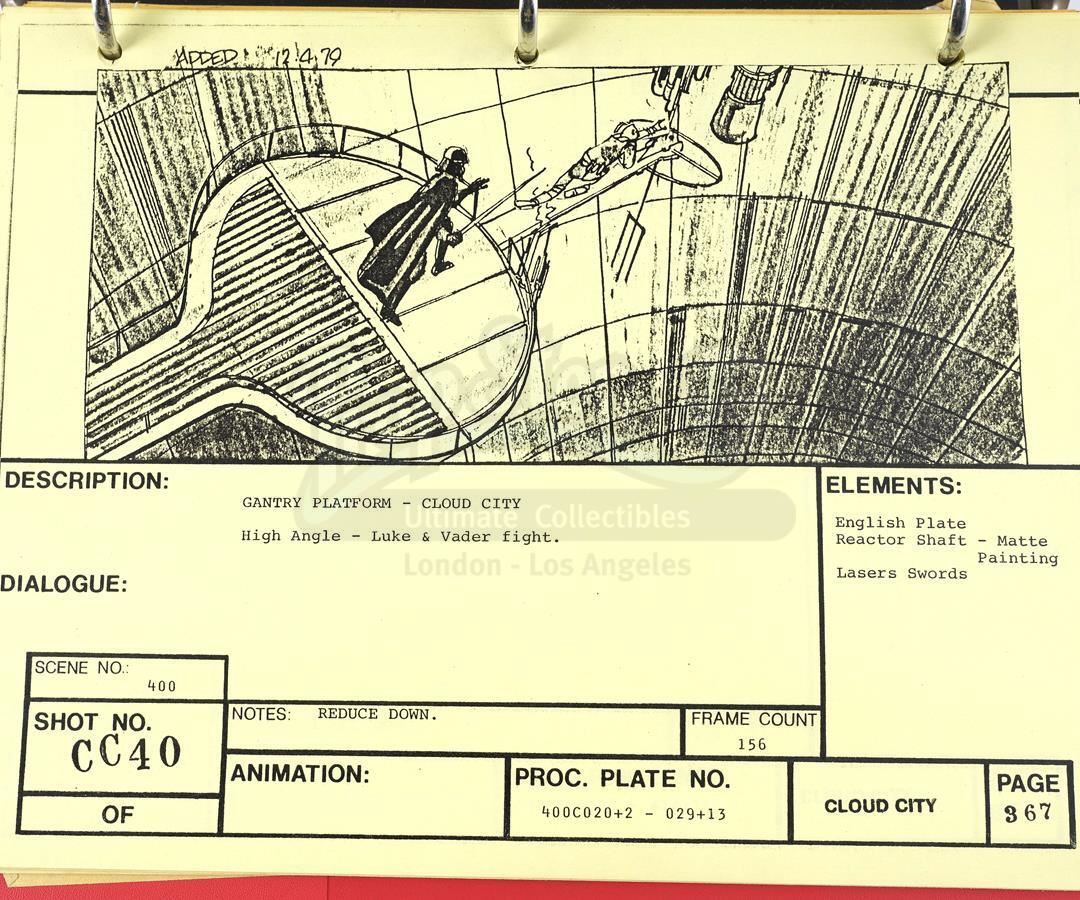 ADDED 12.4.79
DESCRIPTION:
GANTRY PLATFORM - CLOUD CITY
High Angle - Luke & Vader fight.
Ultimate Collectibles
London - Los Angeles
ELEMENTS:
English Plate
Reactor Shaft - Matte
Painting
Lasers Swords
DIALOGUE:
SCENE NO.:
400
SHOT NO.
CC40
OF
NOTES: REDUCE DOWN.
FRAME COUNT
156
ANIMATION:
PROC. PLATE NO.
400C020+2 - 029+13
CLOUD CITY
PAGE
367